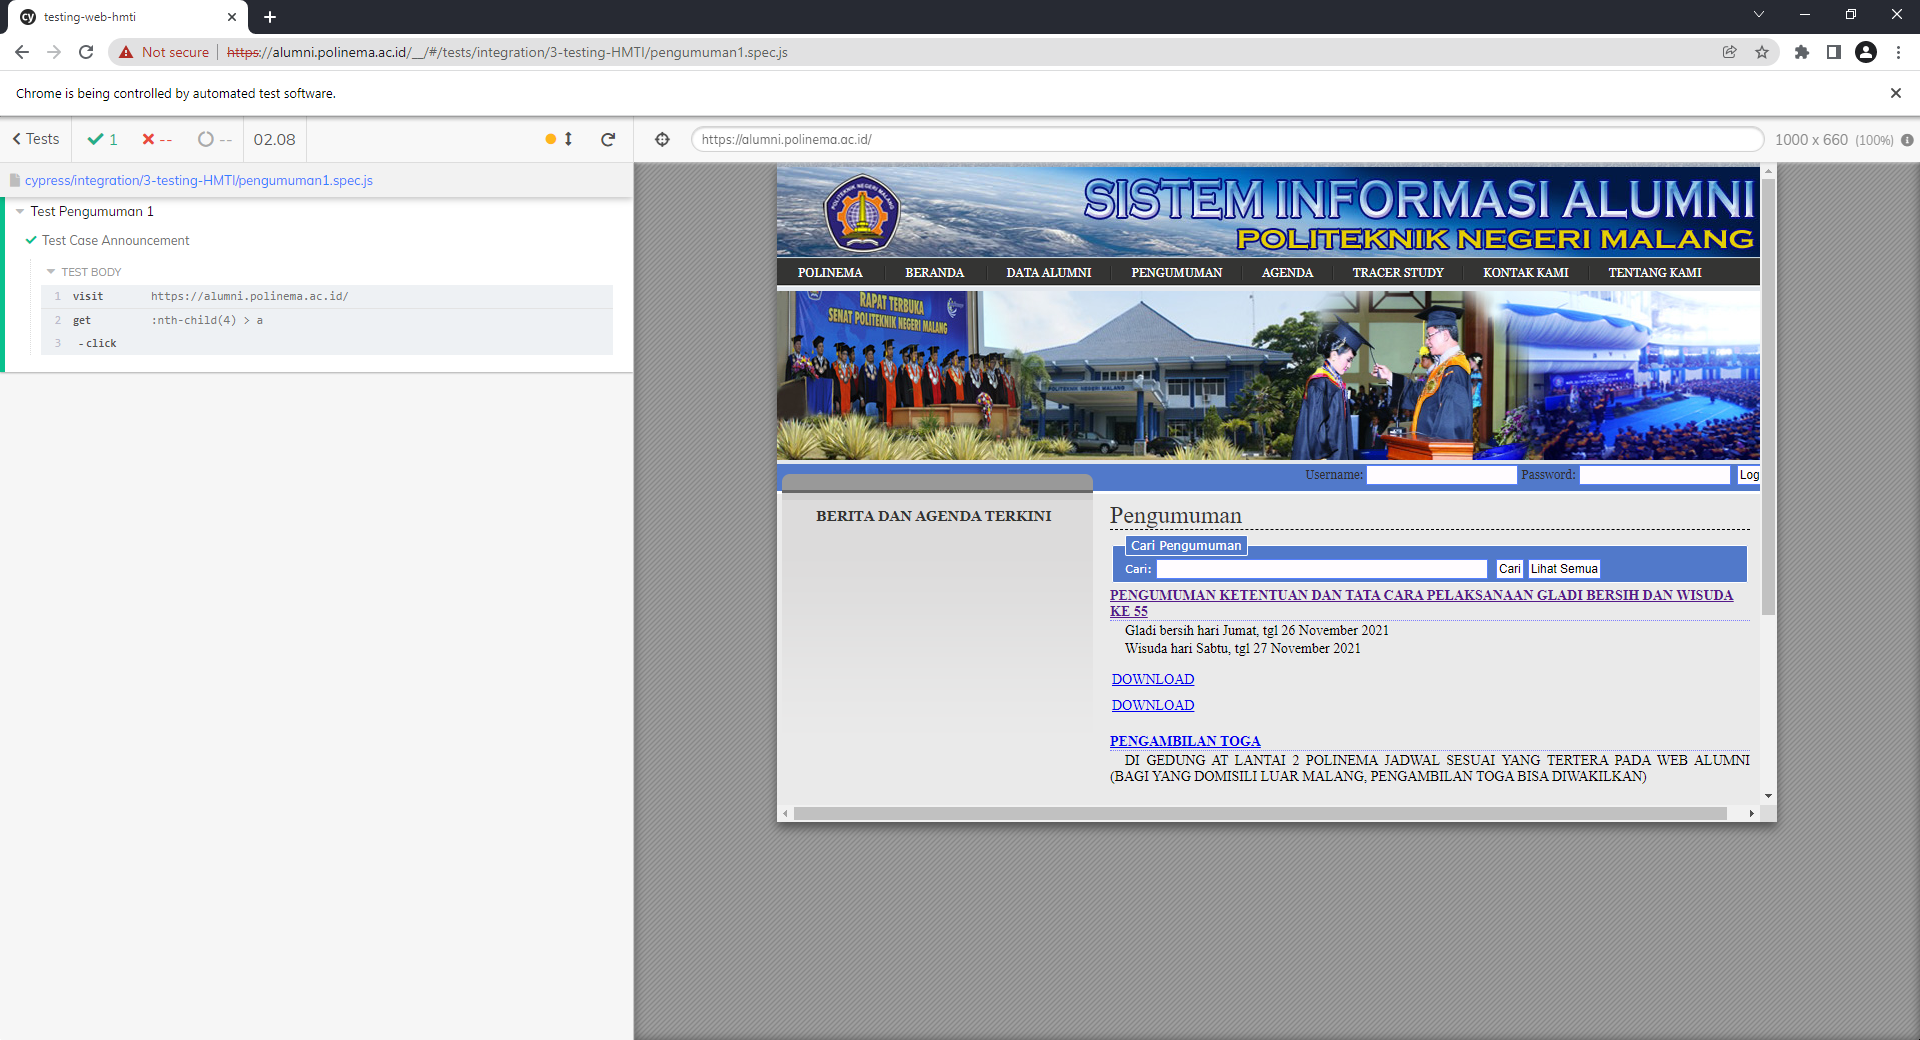 testing-web-hmti
Not secure https://alumni.polinema.ac.id/__/#/tests/integration/3-testing-HMTI/pengumuman1.spec.js
Chrome is being controlled by automated test software.
Tests 1 -- -- 02.08 https://alumni.polinema.ac.id/ 1000 x 660 (100%)
cypress/integration/3-testing-HMTI/pengumuman1.spec.js
Test Pengumuman 1
Test Case Announcement
TEST BODY
1 visit https://alumni.polinema.ac.id/
2 get :nth-child(4) > a
3 -click
POLITEKNIK NEGERI MALANG
SISTEM INFORMASI ALUMNI
POLITEKNIK NEGERI MALANG
POLINEMA BERANDA DATA ALUMNI PENGUMUMAN AGENDA TRACER STUDY KONTAK KAMI TENTANG KAMI
RAPAT TERBUKA
SENAT POLITEKNIK NEGERI MALANG
POLITEKNIK NEGERI MALANG
Username: Password: Log
BERITA DAN AGENDA TERKINI
Pengumuman
Cari Pengumuman
Cari: Cari Lihat Semua
PENGUMUMAN KETENTUAN DAN TATA CARA PELAKSANAAN GLADI BERSIH DAN WISUDA
KE 55
Gladi bersih hari Jumat, tgl 26 November 2021
Wisuda hari Sabtu, tgl 27 November 2021
DOWNLOAD
DOWNLOAD
PENGAMBILAN TOGA
DI GEDUNG AT LANTAI 2 POLINEMA JADWAL SESUAI YANG TERTERA PADA WEB ALUMNI
(BAGI YANG DOMISILI LUAR MALANG, PENGAMBILAN TOGA BISA DIWAKILKAN)